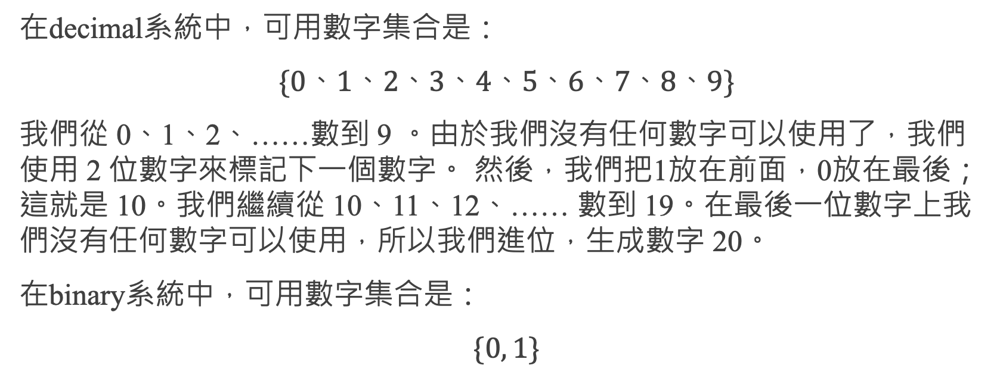 在decimal系統中，可用數字集合是：
{0、1、2、3、4、5、6、7、8、9}
我們從 0、1、2、……數到 9 。由於我們沒有任何數字可以使用了，我們
使用 2 位數字來標記下一個數字。 然後，我們把1放在前面，0放在最後；
這就是 10。我們繼續從 10、11、12、…… 數到 19。在最後一位數字上我
們沒有任何數字可以使用，所以我們進位，生成數字 20。
在binary系統中，可用數字集合是：
{0, 1}